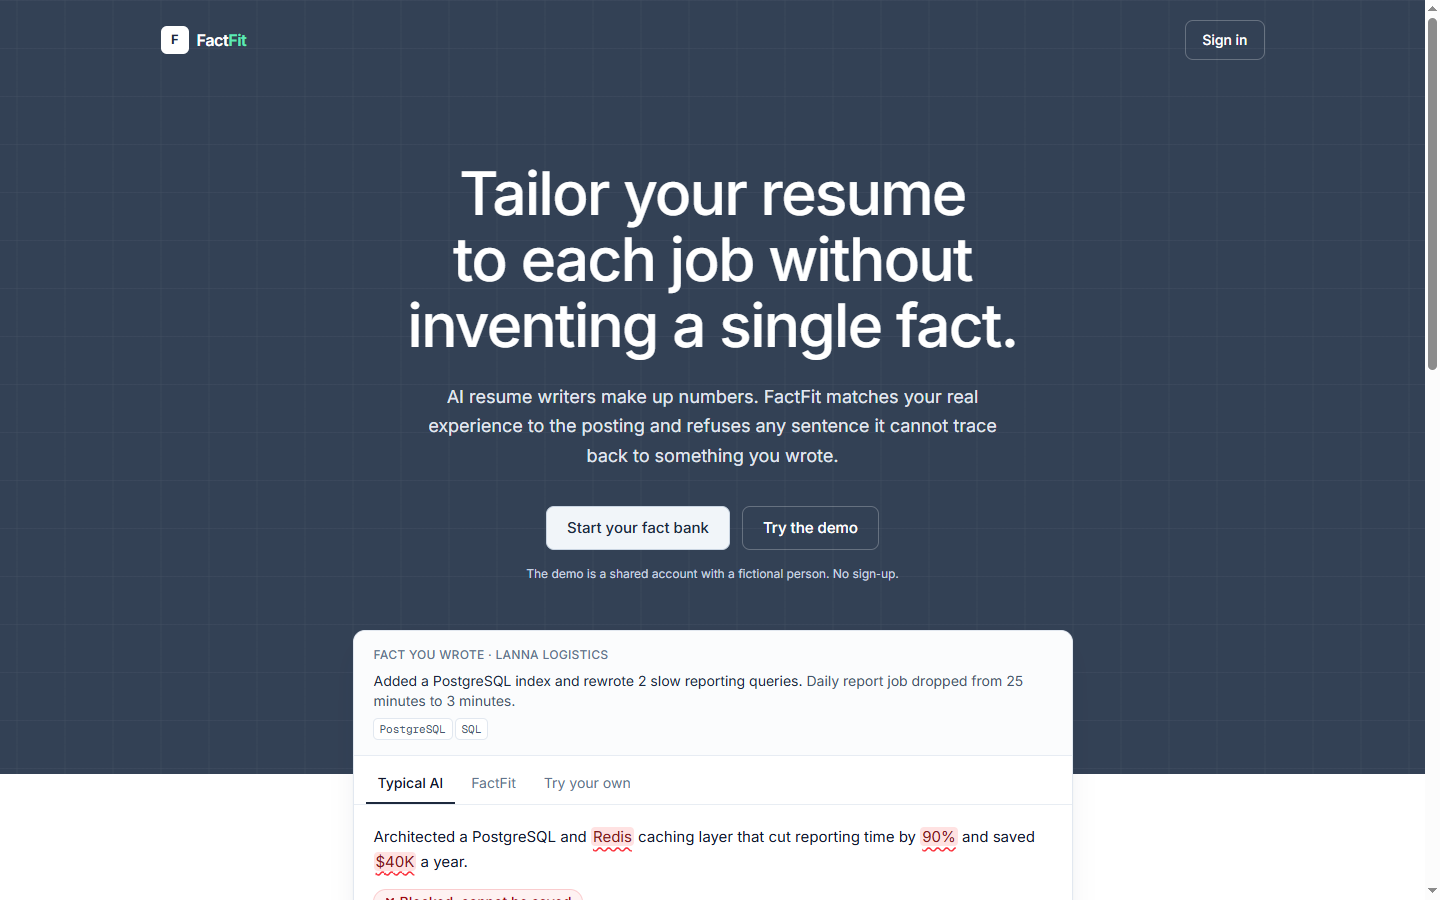 F FactFit
Sign in
Tailor your resume
to each job without
inventing a single fact.
AI resume writers make up numbers. FactFit matches your real
experience to the posting and refuses any sentence it cannot trace
back to something you wrote.
Start your fact bank
Try the demo
The demo is a shared account with a fictional person. No sign-up.
FACT YOU WROTE · LANNA LOGISTICS
Added a PostgreSQL index and rewrote 2 slow reporting queries. Daily report job dropped from 25
minutes to 3 minutes.
PostgreSQL SQL
Typical AI FactFit Try your own
Architected a PostgreSQL and Redis caching layer that cut reporting time by 90% and saved
$40K a year.
Blocked, cannot be saved